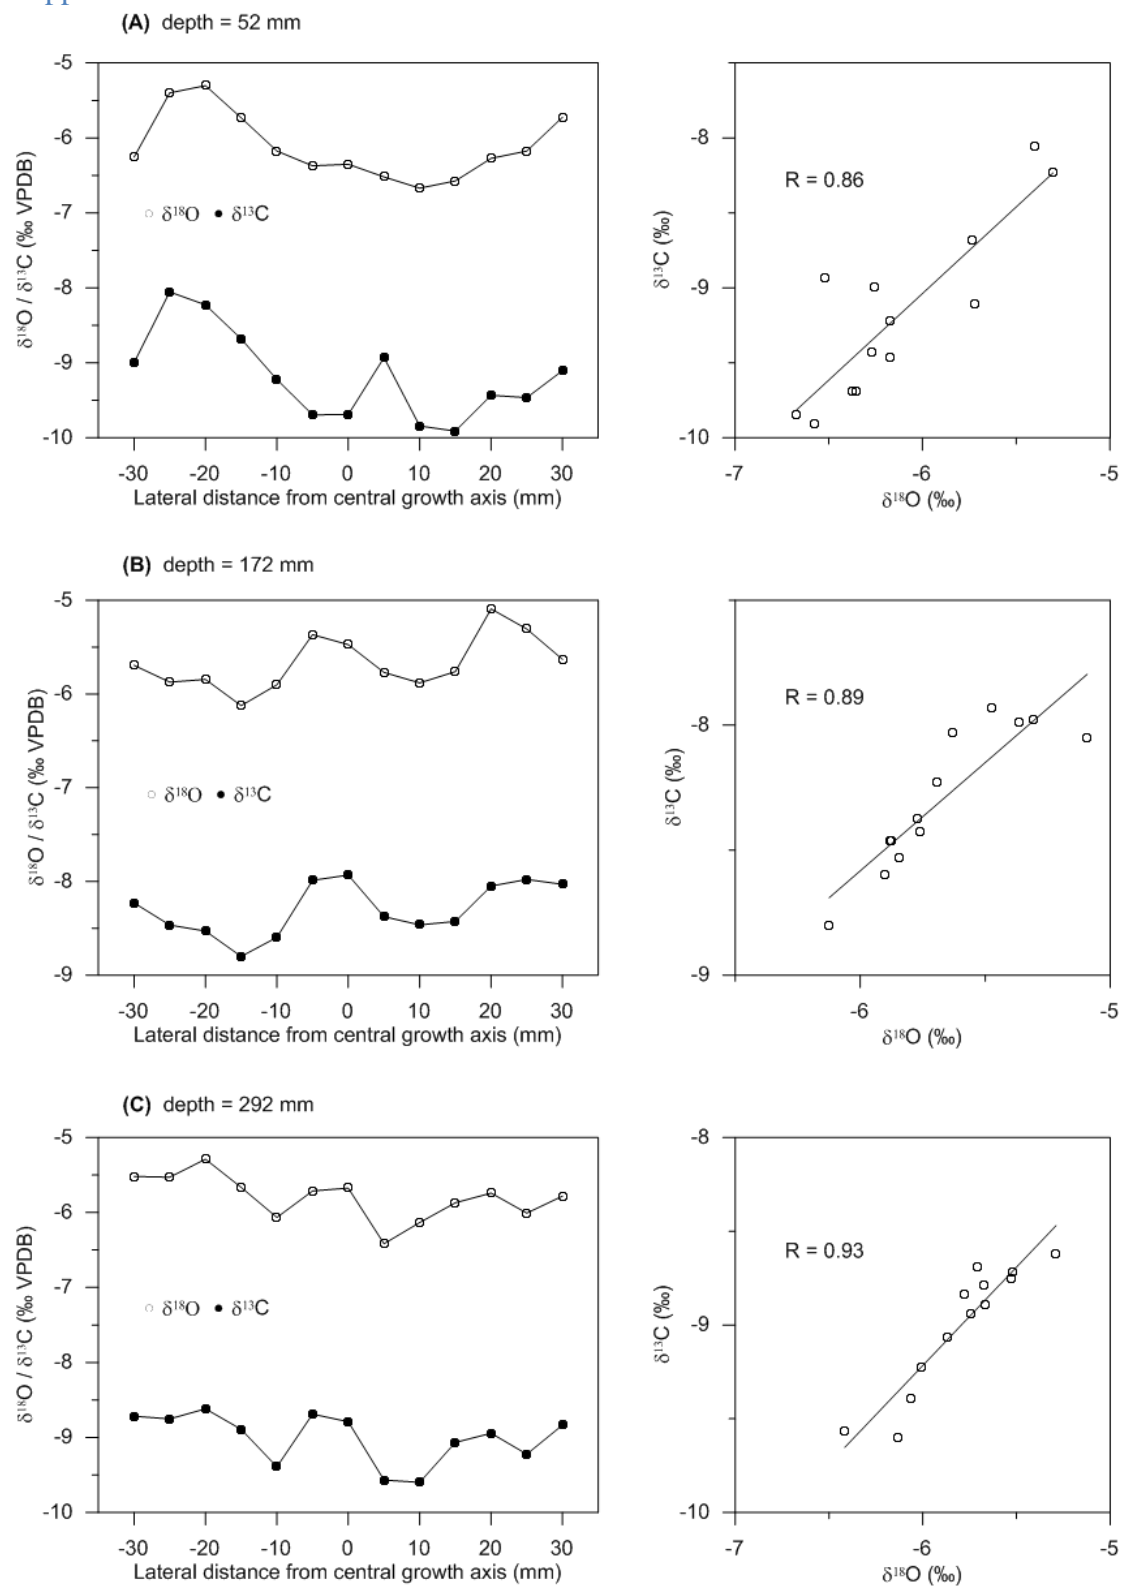 (A) depth = 52 mm
-5
-6
-7
-8
-9
-10
δ18O / δ13C (‰ VPDB)
δ18O δ13C
-30 -20 -10 0 10 20 30
Lateral distance from central growth axis (mm)
-8
-9
-10
δ13C (‰)
R = 0.86
-7 -6 -5
δ18O (‰)
(B) depth = 172 mm
-5
-6
-7
-8
-9
δ18O / δ13C (‰ VPDB)
δ18O δ13C
-30 -20 -10 0 10 20 30
Lateral distance from central growth axis (mm)
-8
-9
δ13C (‰)
R = 0.89
-6 -5
δ18O (‰)
(C) depth = 292 mm
-5
-6
-7
-8
-9
-10
δ18O / δ13C (‰ VPDB)
δ18O δ13C
-30 -20 -10 0 10 20 30
Lateral distance from central growth axis (mm)
-8
-9
-10
δ13C (‰)
R = 0.93
-7 -6 -5
δ18O (‰)